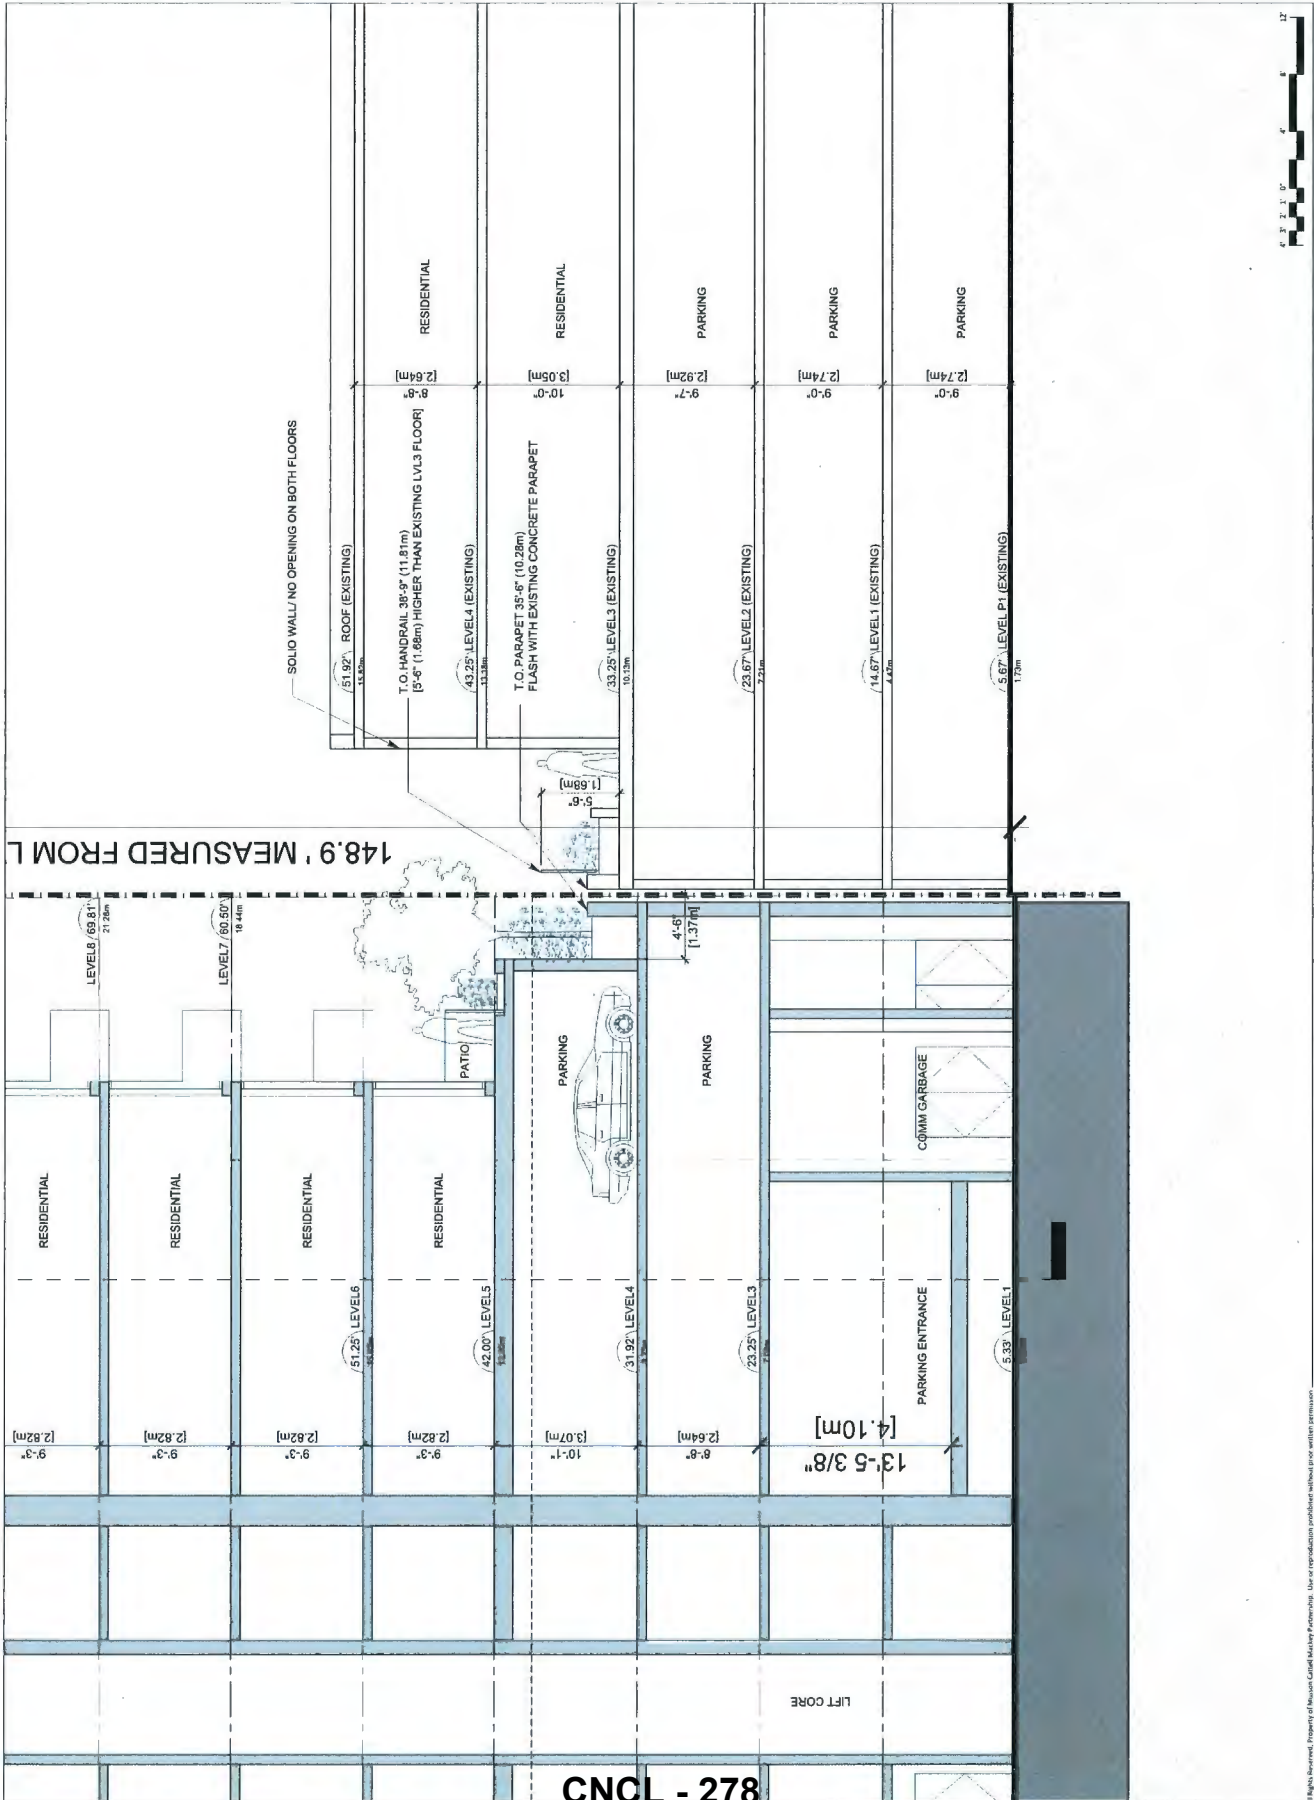 148.9' MEASURED FROM L
SOLID WALL/ NO OPENING ON BOTH FLOORS
51.92' ROOF (EXISTING)
T.O.HANDRAIL 38'-9" (11.81m)
[5'-6" (1.68m) HIGHER THAN EXISTING LVL3 FLOOR]
43.25' LEVEL4 (EXISTING)
T.O.PARAPET 35'-6" (10.28m)
FLASH WITH EXISTING CONCRETE PARAPET
33.25' LEVEL3 (EXISTING)
10.13m
23.67' LEVEL2 (EXISTING)
7.21m
14.67' LEVEL1 (EXISTING)
4.47m
5.67' LEVEL P1 (EXISTING)
1.73m
RESIDENTIAL
8'-8"
[2.64m]
RESIDENTIAL
10'-0"
[3.05m]
PARKING
9'-7"
[2.92m]
PARKING
9'-0"
[2.74m]
PARKING
9'-0"
[2.74m]
5'-6"
[1.68m]
4'-6"
[1.37m]
LEVEL8 69.81'
21.28m
LEVEL7 60.50'
18.44m
RESIDENTIAL
9'-3"
[2.82m]
RESIDENTIAL
9'-3"
[2.82m]
RESIDENTIAL
9'-3"
[2.82m]
RESIDENTIAL
9'-3"
[2.82m]
51.25' LEVEL6
42.00' LEVEL5
PATIO
PARKING
10'-1"
[3.07m]
31.92' LEVEL4
PARKING
8'-8"
[2.64m]
23.25' LEVEL3
COMM GARBAGE
PARKING ENTRANCE
13'-5 3/8"
[4.10m]
5.33' LEVEL1
LIFT CORE
4' 3' 2' 1' 0' 4' 8' 12'
CNCL - 278